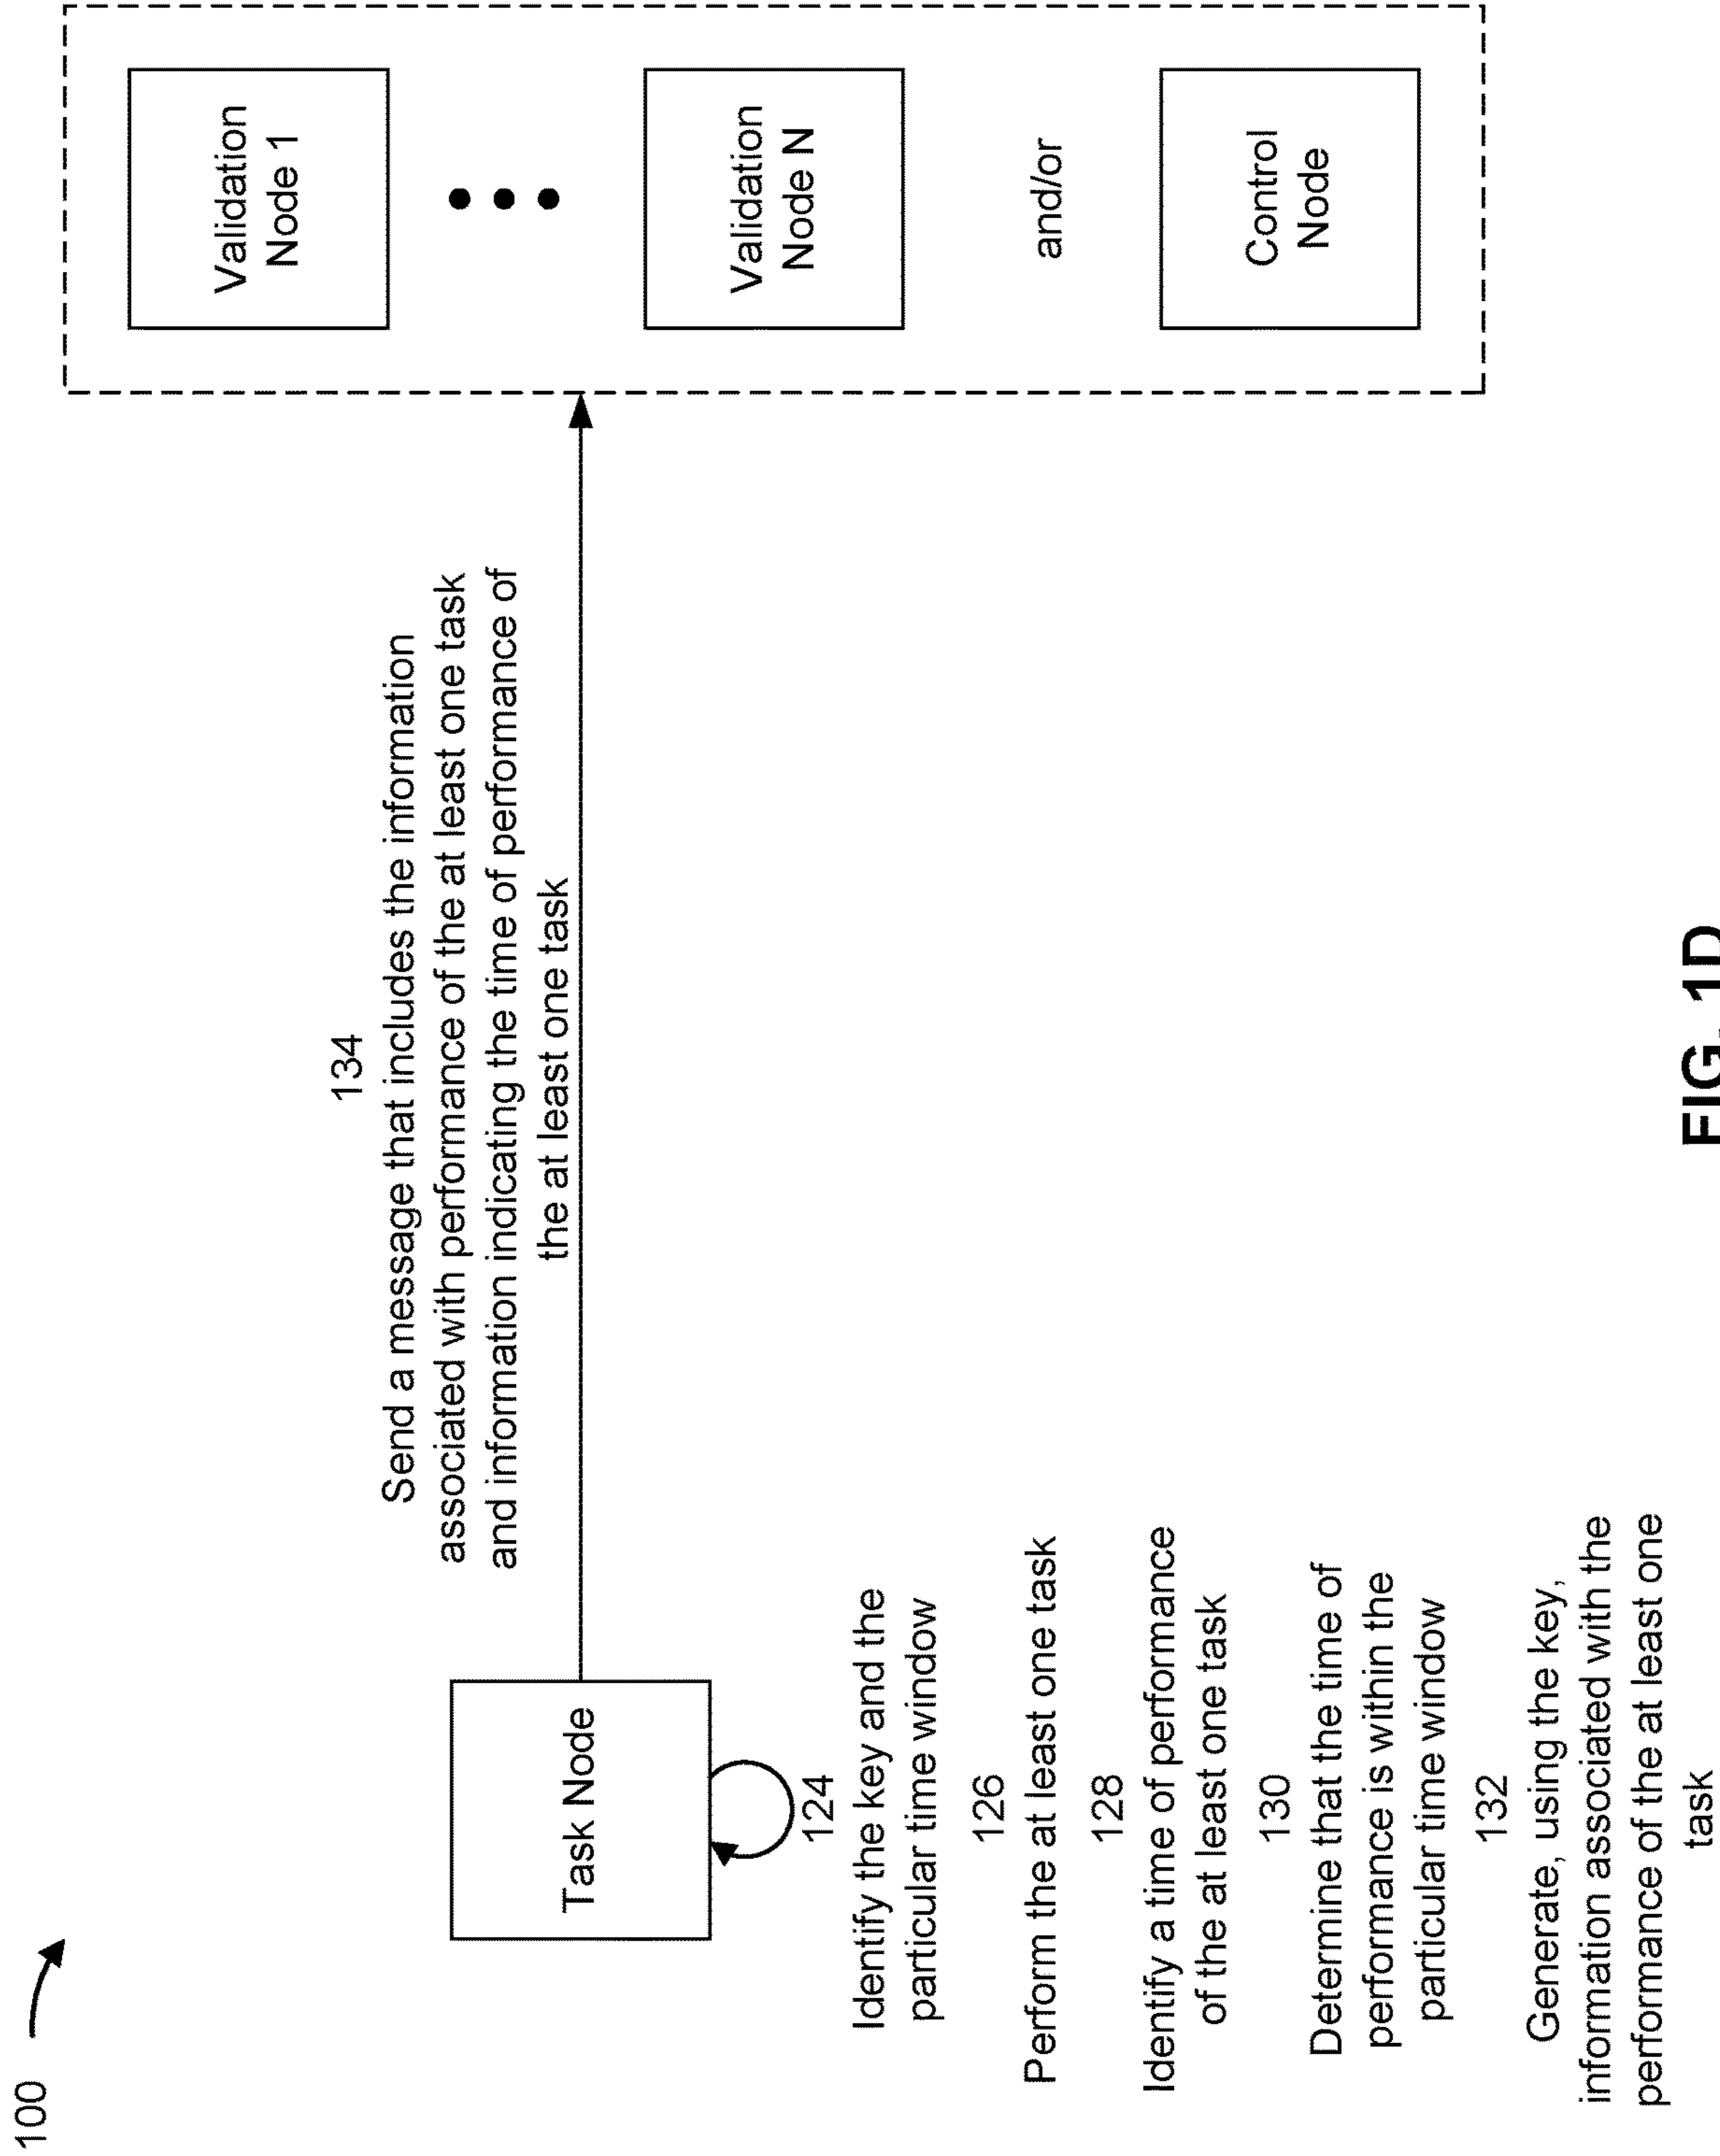 100
134
Send a message that includes the information
associated with performance of the at least one task
and information indicating the time of performance of
the at least one task
Task Node
124
Identify the key and the
particular time window
126
Perform the at least one task
128
Identify a time of performance
of the at least one task
130
Determine that the time of
performance is within the
particular time window
132
Generate, using the key,
information associated with the
performance of the at least one
task
Validation
Node 1
Validation
Node N
and/or
Control
Node
FIG. 1D